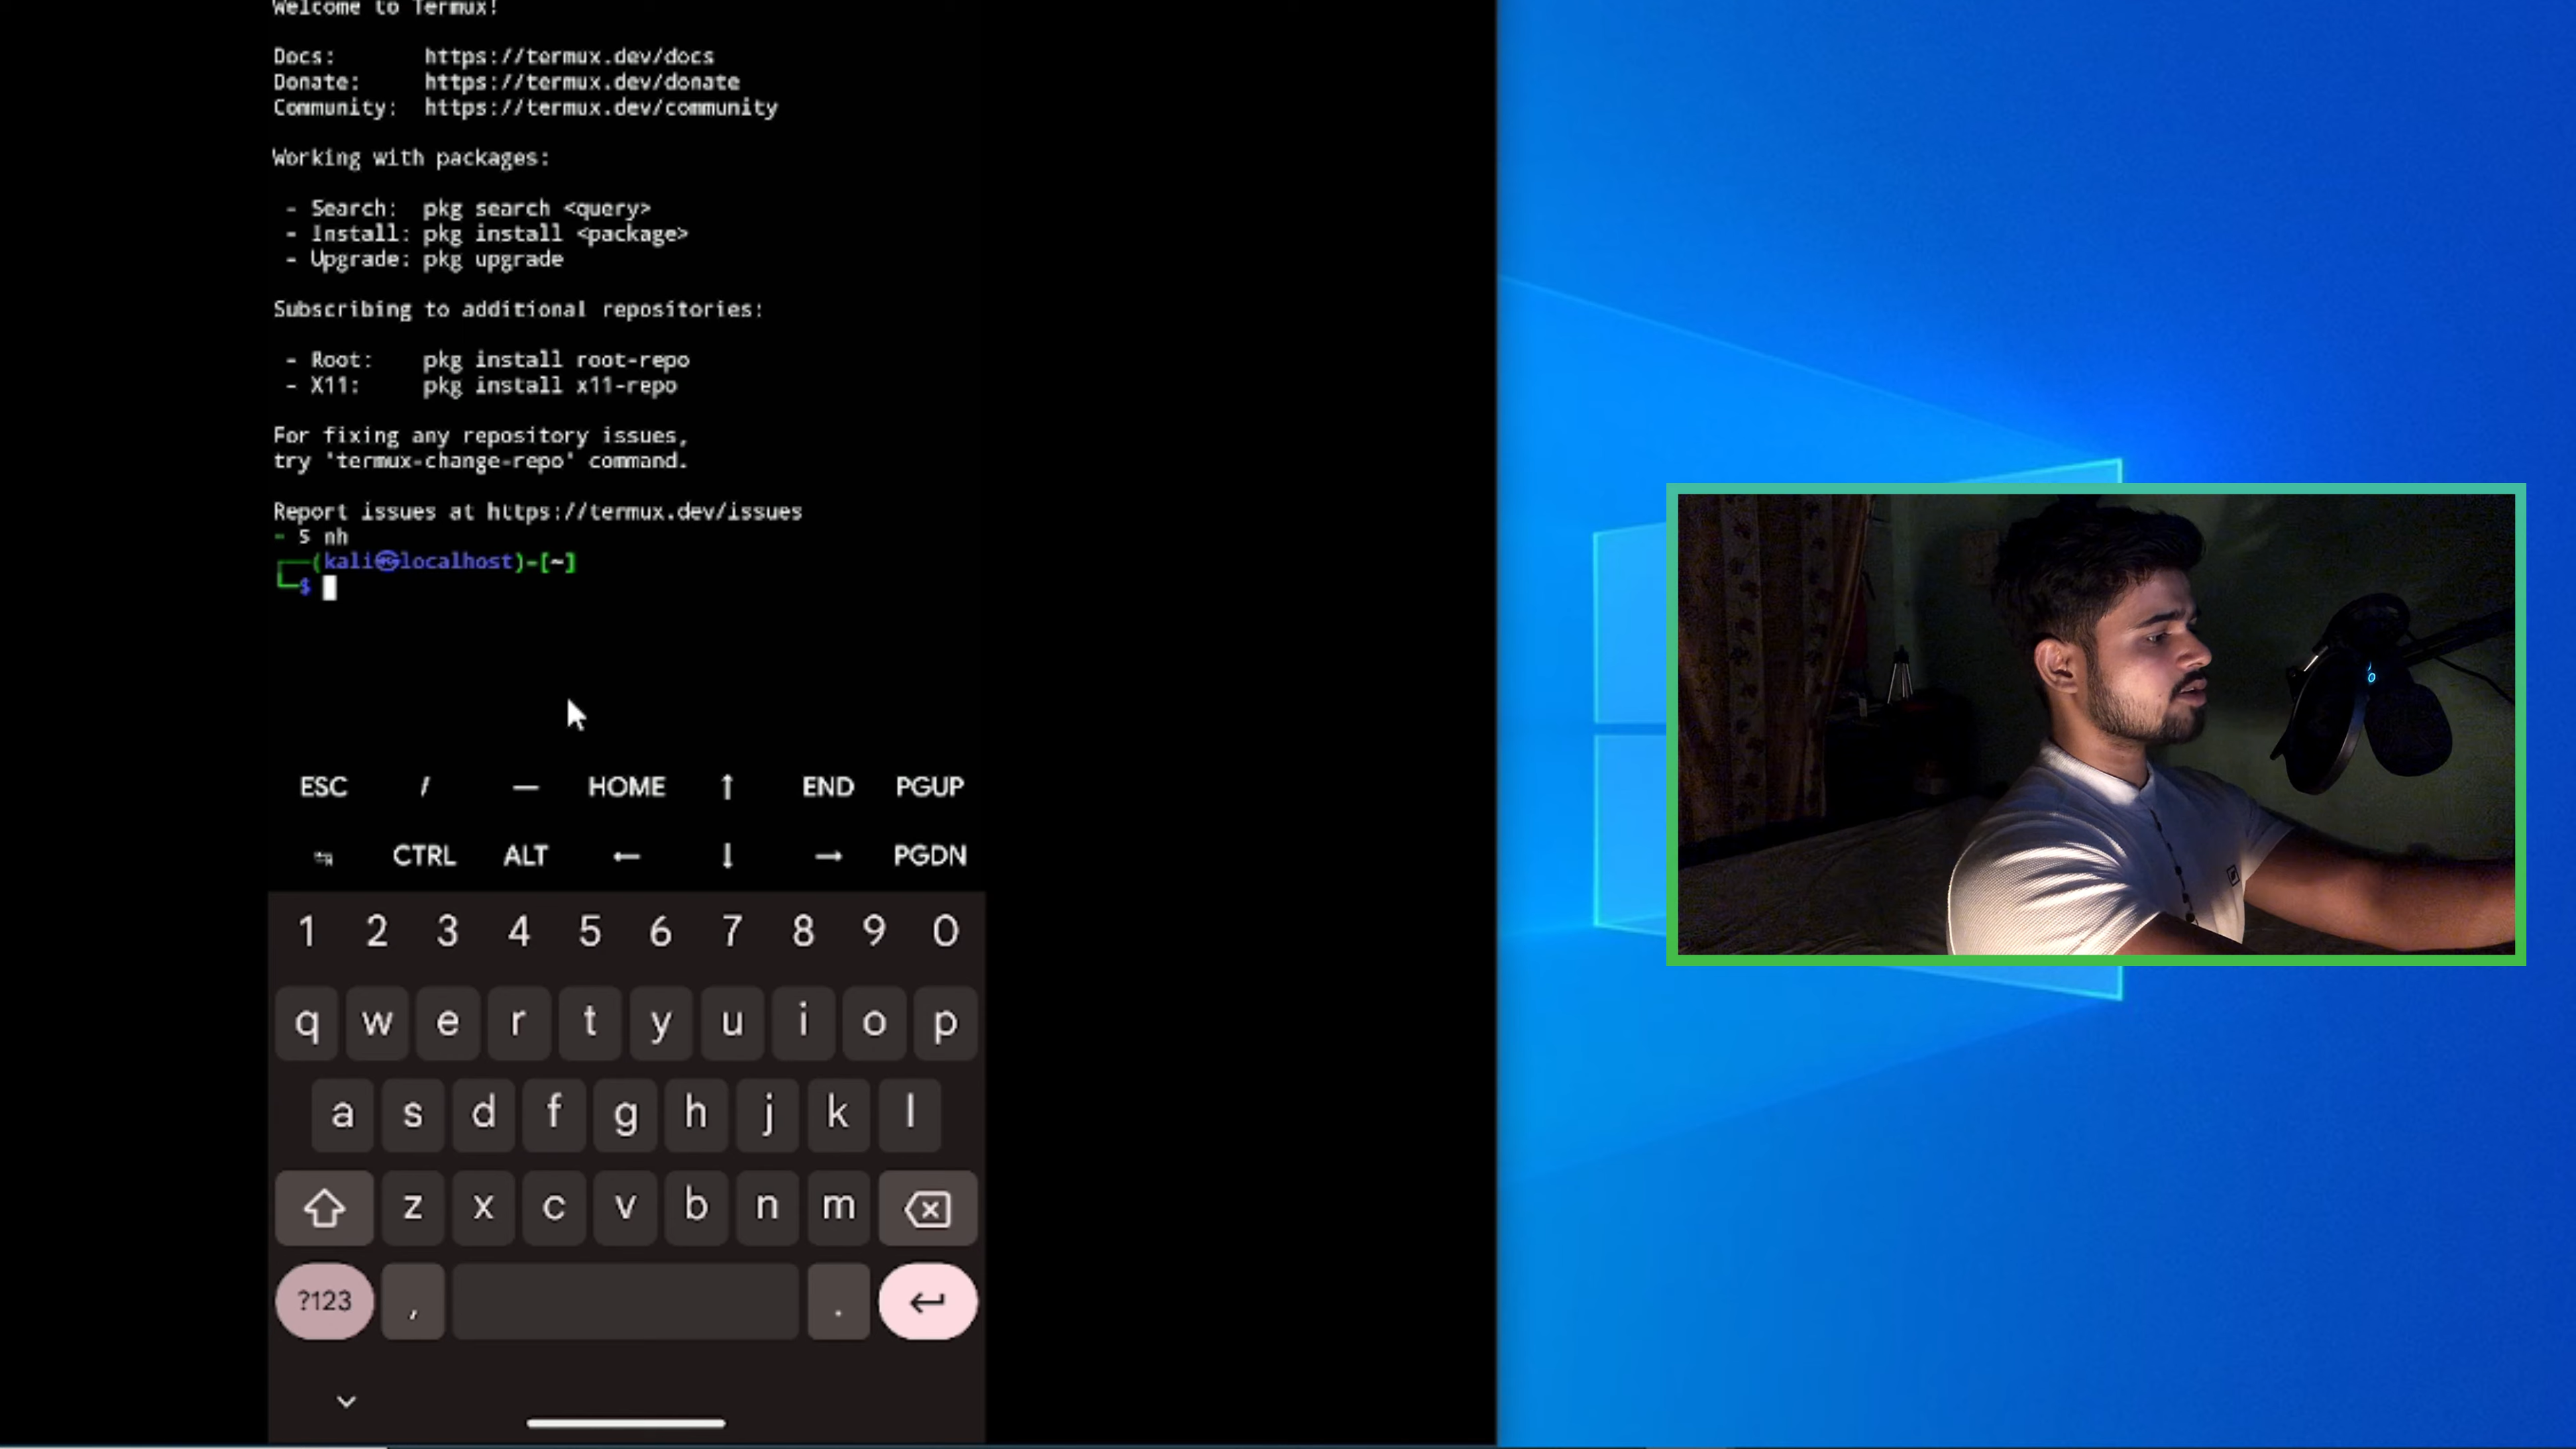 Welcome to Termux!
Docs: https://termux.dev/docs
Donate: https://termux.dev/donate
Community: https://termux.dev/community
Working with packages:
- Search: pkg search <query>
- Install: pkg install <package>
- Upgrade: pkg upgrade
Subscribing to additional repositories:
- Root: pkg install root-repo
- X11: pkg install x11-repo
For fixing any repository issues,
try 'termux-change-repo' command.
Report issues at https://termux.dev/issues
~ $ nh
┌──(kali㉿localhost)-[~]
└─$
ESC / — HOME ↑ END PGUP
↹ CTRL ALT ← ↓ → PGDN
1 2 3 4 5 6 7 8 9 0
q w e r t y u i o p
a s d f g h j k l
z x c v b n m
?123 , .